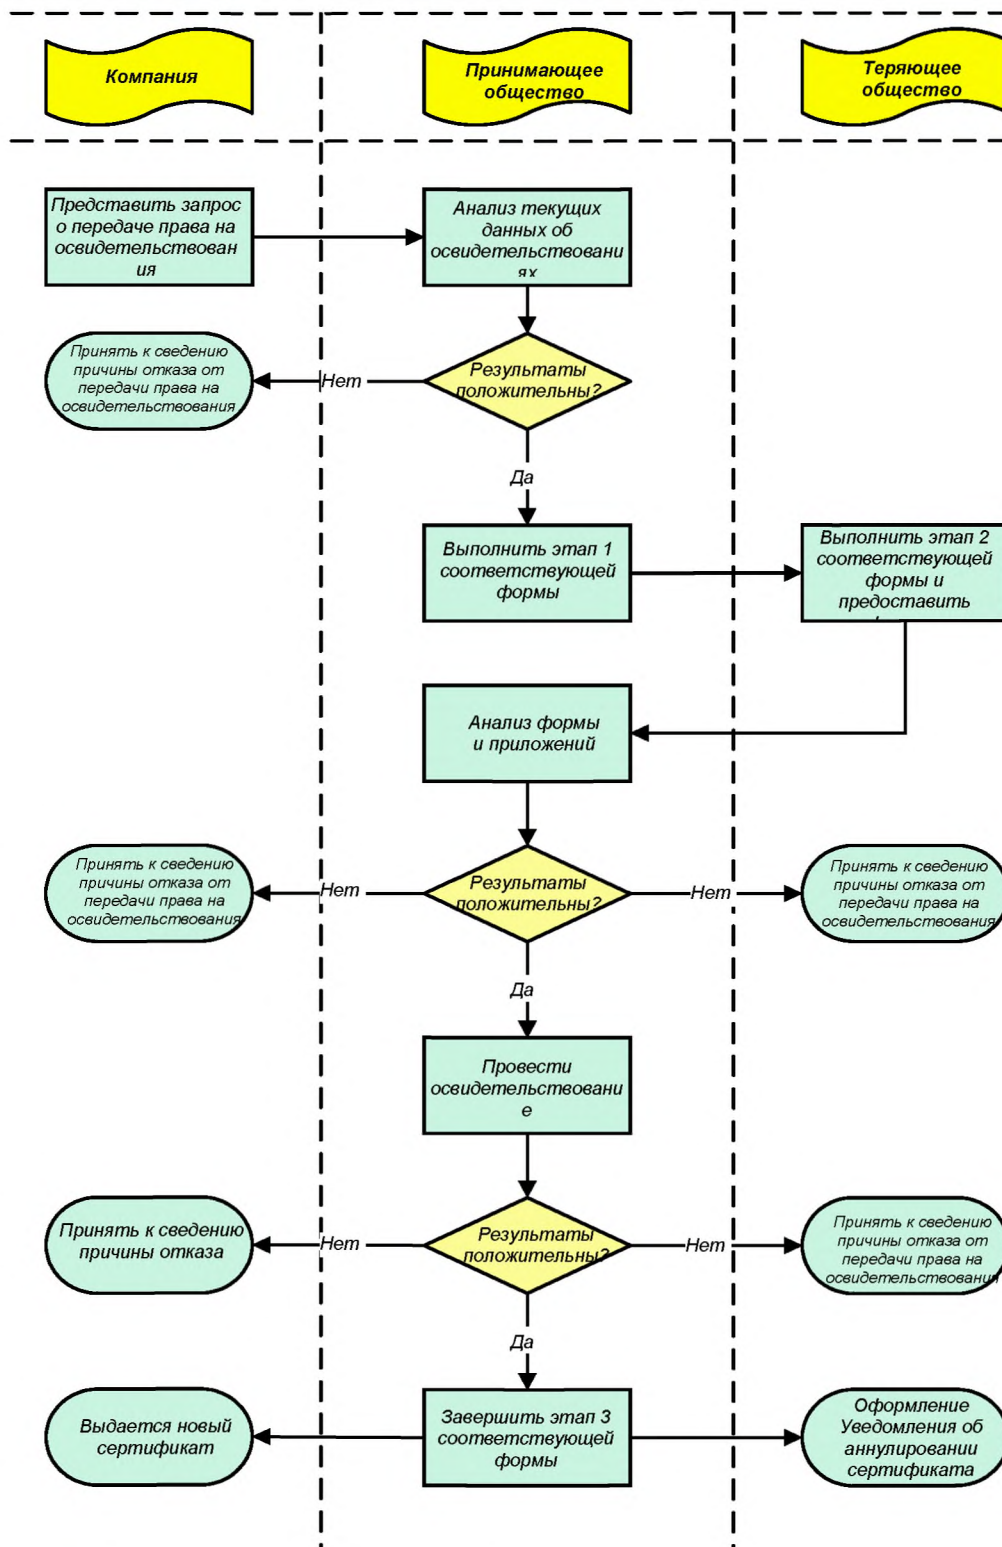 Компания
Принимающее
общество
Теряющее
общество
Представить запрос
о передаче права на
освидетельствован
ия
Анализ текущих
данных об
освидетельствовани
ях
Принять к сведению
причины отказа от
передачи права на
освидетельствования
Нет
Результаты
положительны?
Да
Выполнить этап 1
соответствующей
формы
Выполнить этап 2
соответствующей
формы и
предоставить
Анализ формы
и приложений
Принять к сведению
причины отказа от
передачи права на
освидетельствования
Нет
Результаты
положительны?
Нет
Принять к сведению
причины отказа от
передачи права на
освидетельствования
Да
Провести
освидетельствовани
е
Принять к сведению
причины отказа
Нет
Результаты
положительны?
Нет
Принять к сведению
причины отказа от
передачи права на
освидетельствования
Да
Выдается новый
сертификат
Завершить этап 3
соответствующей
формы
Оформление
Уведомления об
аннулировании
сертификата